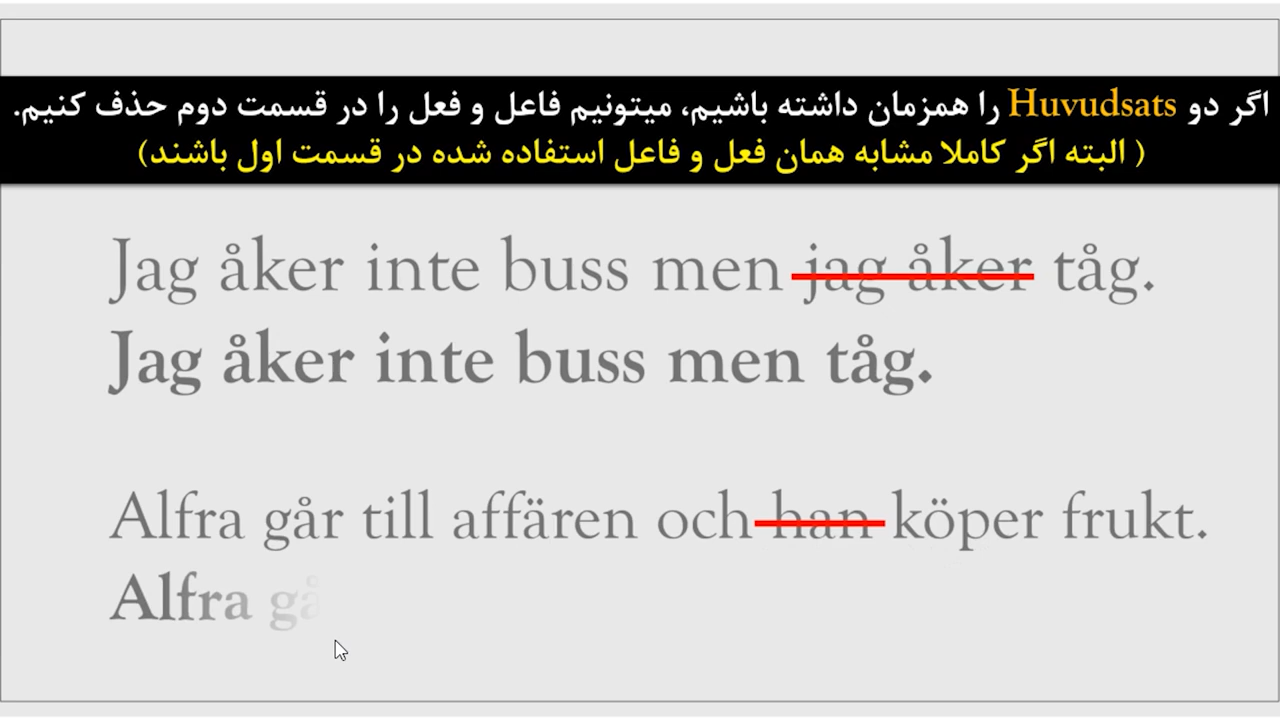 اگر دو Huvudsats را همزمان داشته باشیم، میتونیم فاعل و فعل را در قسمت دوم حذف کنیم.
( البته اگر کاملا مشابه همان فعل و فاعل استفاده شده در قسمت اول باشند)
Jag åker inte buss men jag åker tåg.
Jag åker inte buss men tåg.
Alfra går till affären och han köper frukt.
Alfra gå